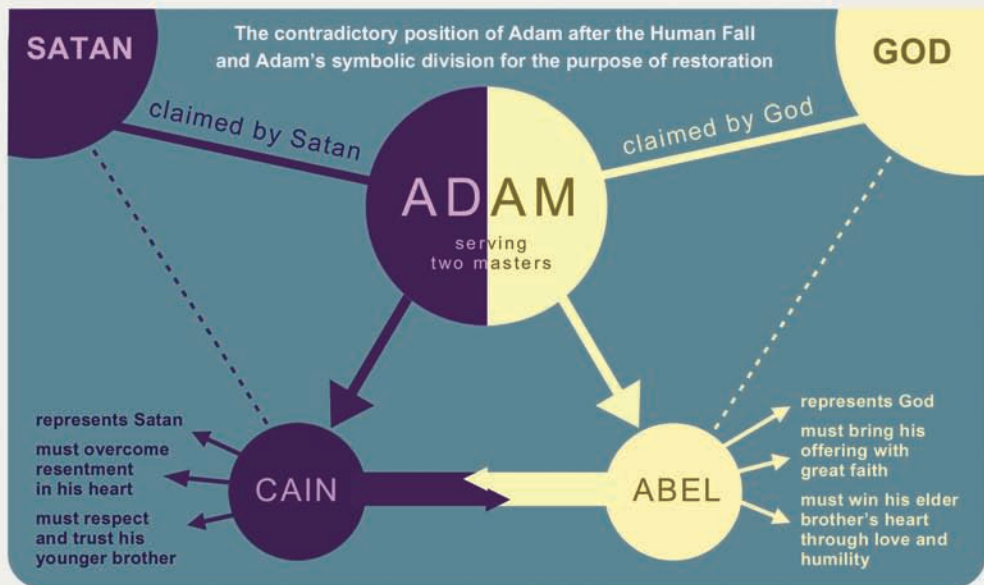 The contradictory position of Adam after the Human Fall
and Adam's symbolic division for the purpose of restoration
SATAN
GOD
claimed by Satan
claimed by God
ADAM
serving
two masters
represents Satan
must overcome
resentment
in his heart
must respect
and trust his
younger brother
CAIN
ABEL
represents God
must bring his
offering with
great faith
must win his elder
brother's heart
through love and
humility